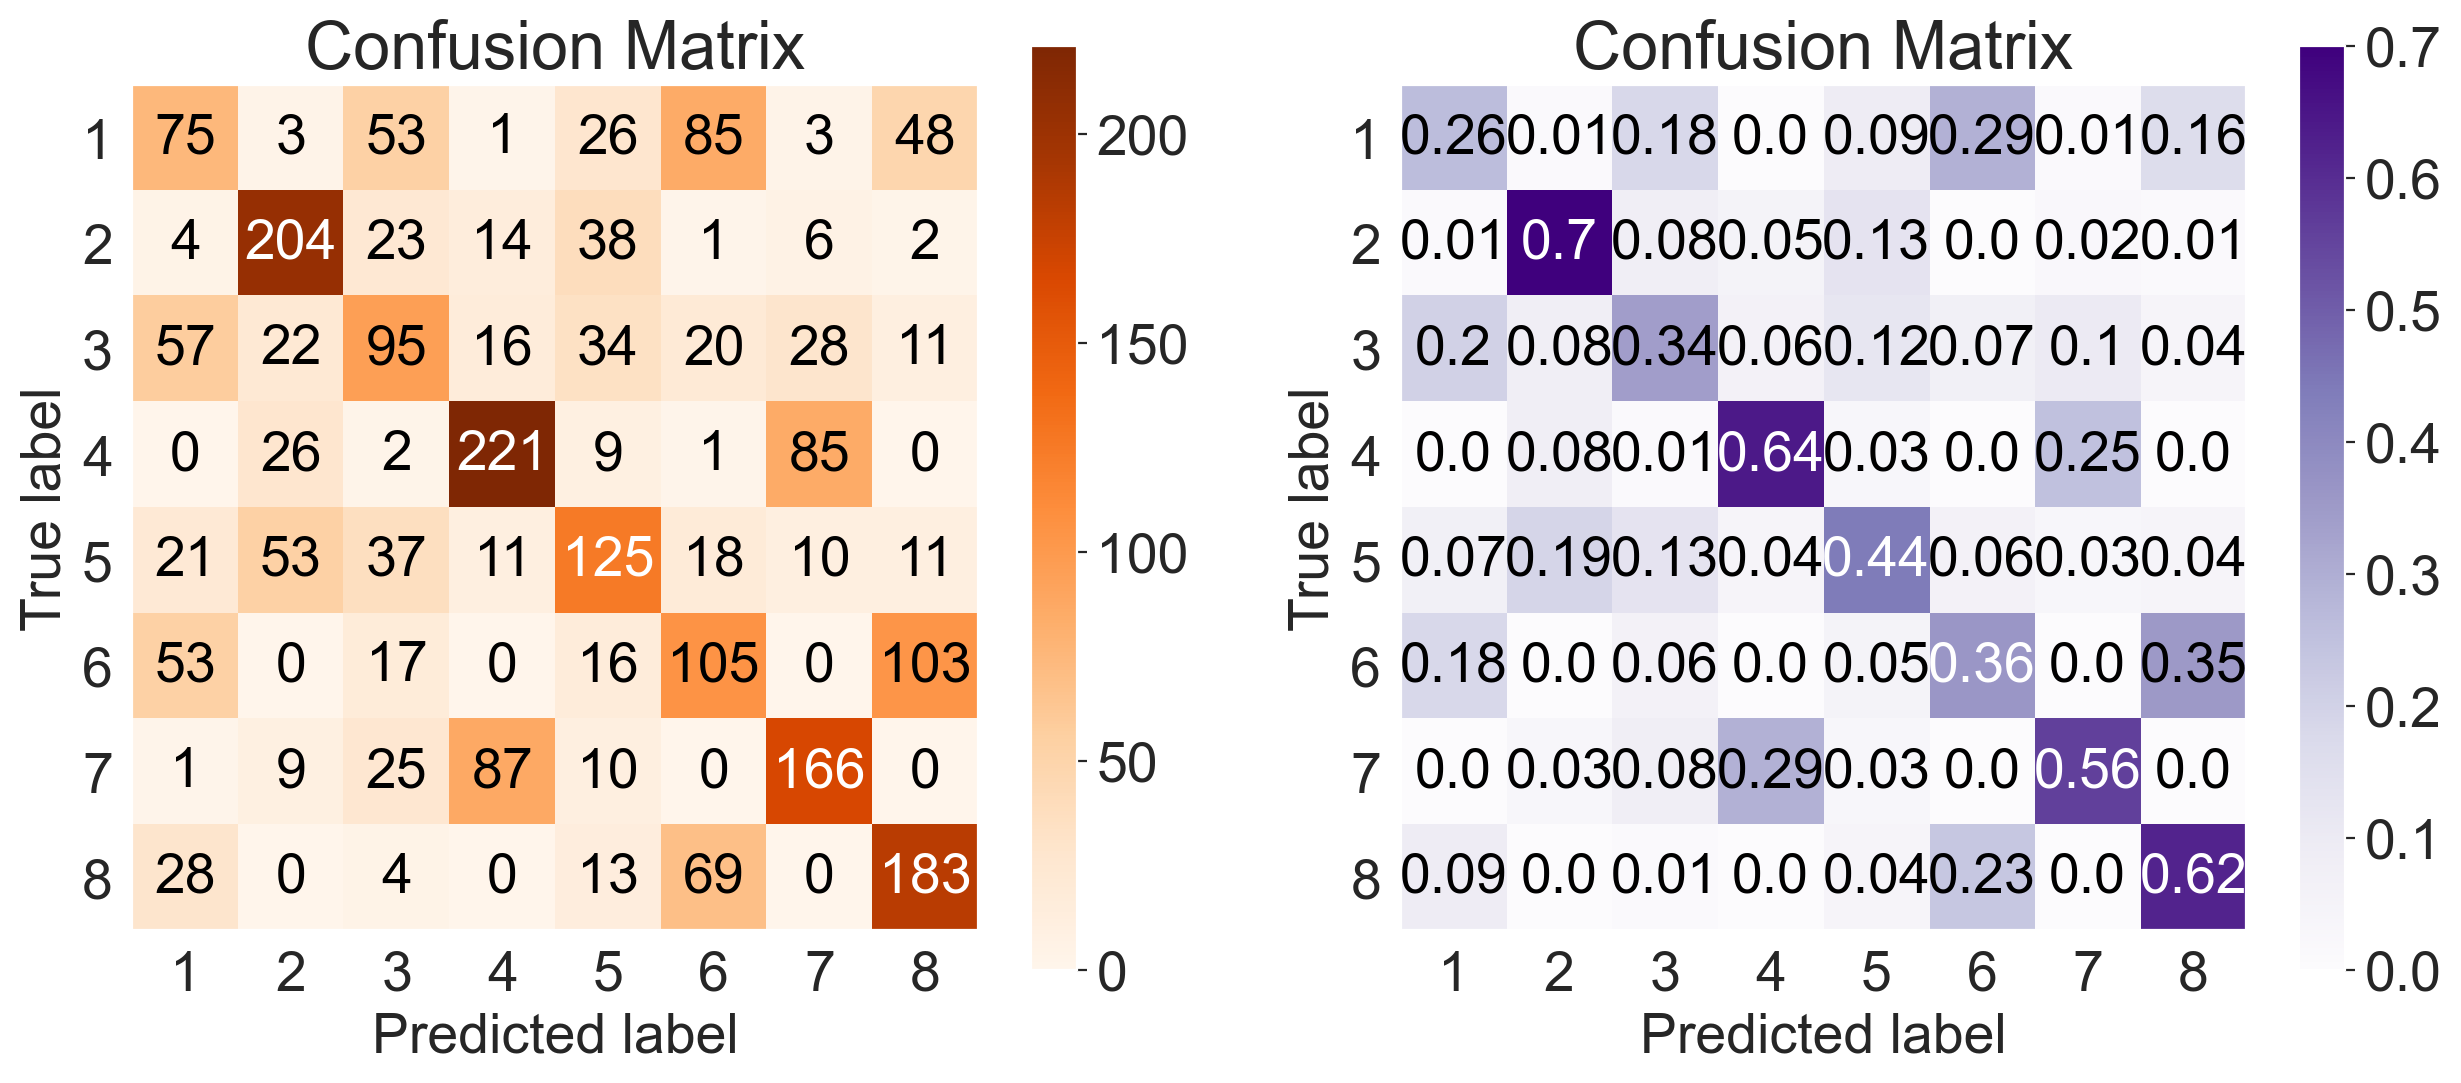 Confusion Matrix
1 75 3 53 1 26 85 3 48
2 4 204 23 14 38 1 6 2
3 57 22 95 16 34 20 28 11
4 0 26 2 221 9 1 85 0
5 21 53 37 11 125 18 10 11
6 53 0 17 0 16 105 0 103
7 1 9 25 87 10 0 166 0
8 28 0 4 0 13 69 0 183
1 2 3 4 5 6 7 8
Predicted label
True label
200
150
100
50
0
Confusion Matrix
1 0.26 0.01 0.18 0.0 0.09 0.29 0.01 0.16
2 0.01 0.7 0.08 0.05 0.13 0.0 0.02 0.01
3 0.2 0.08 0.34 0.06 0.12 0.07 0.1 0.04
4 0.0 0.08 0.01 0.64 0.03 0.0 0.25 0.0
5 0.07 0.19 0.13 0.04 0.44 0.06 0.03 0.04
6 0.18 0.0 0.06 0.0 0.05 0.36 0.0 0.35
7 0.0 0.03 0.08 0.29 0.03 0.0 0.56 0.0
8 0.09 0.0 0.01 0.0 0.04 0.23 0.0 0.62
1 2 3 4 5 6 7 8
Predicted label
True label
0.7
0.6
0.5
0.4
0.3
0.2
0.1
0.0